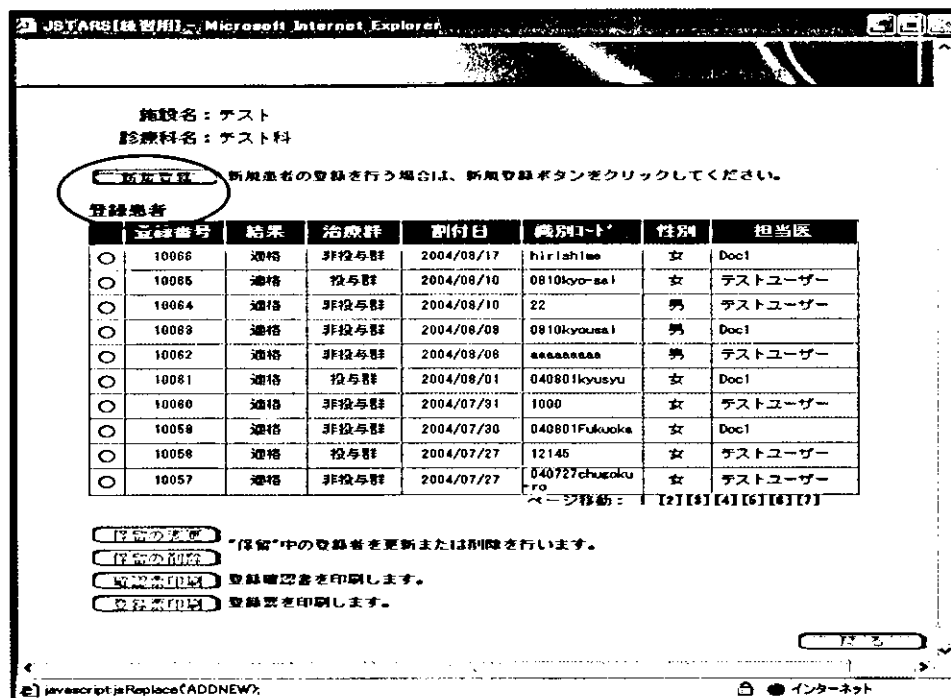 JSTARS[練習用] - Microsoft Internet Explorer
施設名：テスト
診療科名：テスト科
新規登録 新規患者の登録を行う場合は、新規登録ボタンをクリックしてください。
登録患者
登録番号 結果 治療群 割付日 識別コード 性別 担当医
10066 適格 非投与群 2004/08/17 hirishime 女 Doc1
10065 適格 投与群 2004/08/10 0810kyo-sai 女 テストユーザー
10064 適格 非投与群 2004/08/10 22 男 テストユーザー
10063 適格 非投与群 2004/08/09 0810kyousai 男 Doc1
10062 適格 非投与群 2004/08/06 aaaaaaaaa 男 テストユーザー
10061 適格 投与群 2004/08/01 040801kyusyu 女 Doc1
10060 適格 非投与群 2004/07/31 1000 女 テストユーザー
適格 非投与群 2004/07/30 040801Fukuoka 女 Doc1
適格 投与群 2004/07/27 12145 女 テストユーザー
10057 適格 非投与群 2004/07/27 040727chugoku 女 テストユーザー
-ro
ページ移動： 1 [2][3][4][5][6][7]
保留の変更 "保留"中の登録者を更新または削除を行います。
保留の削除
確認票印刷 登録確認書を印刷します。
登録票印刷 登録票を印刷します。
戻る
javascript:jsReplace('ADDNEW');
インターネット